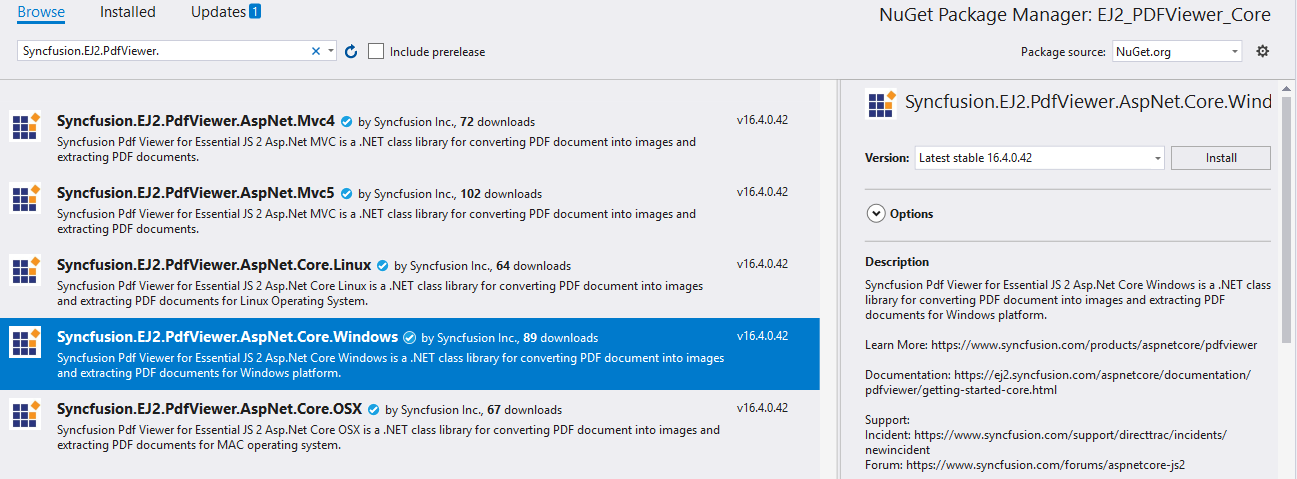 Browse Installed Updates 1
NuGet Package Manager: EJ2_PDFViewer_Core
Syncfusion.EJ2.PdfViewer.
Include prerelease
Package source: NuGet.org
Syncfusion.EJ2.PdfViewer.AspNet.Mvc4 by Syncfusion Inc., 72 downloads v16.4.0.42
Syncfusion Pdf Viewer for Essential JS 2 Asp.Net MVC is a .NET class library for converting PDF document into images and
extracting PDF documents.
Syncfusion.EJ2.PdfViewer.AspNet.Mvc5 by Syncfusion Inc., 102 downloads v16.4.0.42
Syncfusion Pdf Viewer for Essential JS 2 Asp.Net MVC is a .NET class library for converting PDF document into images and
extracting PDF documents.
Syncfusion.EJ2.PdfViewer.AspNet.Core.Linux by Syncfusion Inc., 64 downloads v16.4.0.42
Syncfusion Pdf Viewer for Essential JS 2 Asp.Net Core Linux is a .NET class library for converting PDF document into images
and extracting PDF documents for Linux Operating System.
Syncfusion.EJ2.PdfViewer.AspNet.Core.Windows by Syncfusion Inc., 89 downloads v16.4.0.42
Syncfusion Pdf Viewer for Essential JS 2 Asp.Net Core Windows is a .NET class library for converting PDF document into images
and extracting PDF documents for Windows platform.
Syncfusion.EJ2.PdfViewer.AspNet.Core.OSX by Syncfusion Inc., 67 downloads v16.4.0.42
Syncfusion Pdf Viewer for Essential JS 2 Asp.Net Core OSX is a .NET class library for converting PDF document into images and
extracting PDF documents for MAC operating system.
Syncfusion.EJ2.PdfViewer.AspNet.Core.Wind
Version: Latest stable 16.4.0.42 Install
Options
Description
Syncfusion Pdf Viewer for Essential JS 2 Asp.Net Core Windows is a .NET class
library for converting PDF document into images and extracting PDF
documents for Windows platform.
Learn More: https://www.syncfusion.com/products/aspnetcore/pdfviewer
Documentation: https://ej2.syncfusion.com/aspnetcore/documentation/
pdfviewer/getting-started-core.html
Support:
Incident: https://www.syncfusion.com/support/directtrac/incidents/
newincident
Forum: https://www.syncfusion.com/forums/aspnetcore-js2